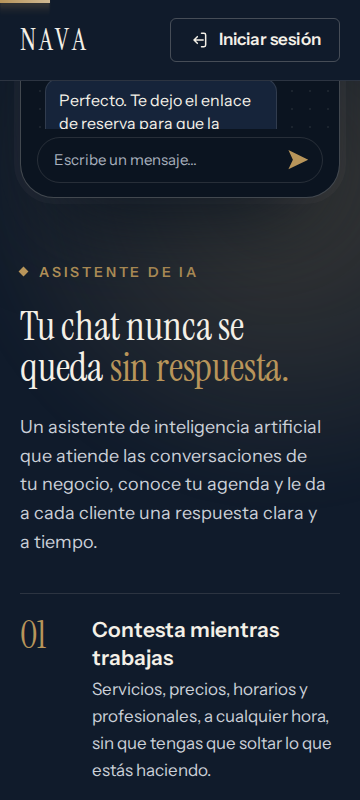 NAVA
Iniciar sesión
Perfecto. Te dejo el enlace
de reserva para que la
Escribe un mensaje...
ASISTENTE DE IA
Tu chat nunca se
queda sin respuesta.
Un asistente de inteligencia artificial
que atiende las conversaciones de
tu negocio, conoce tu agenda y le da
a cada cliente una respuesta clara y
a tiempo.
01
Contesta mientras
trabajas
Servicios, precios, horarios y
profesionales, a cualquier hora,
sin que tengas que soltar lo que
estás haciendo.